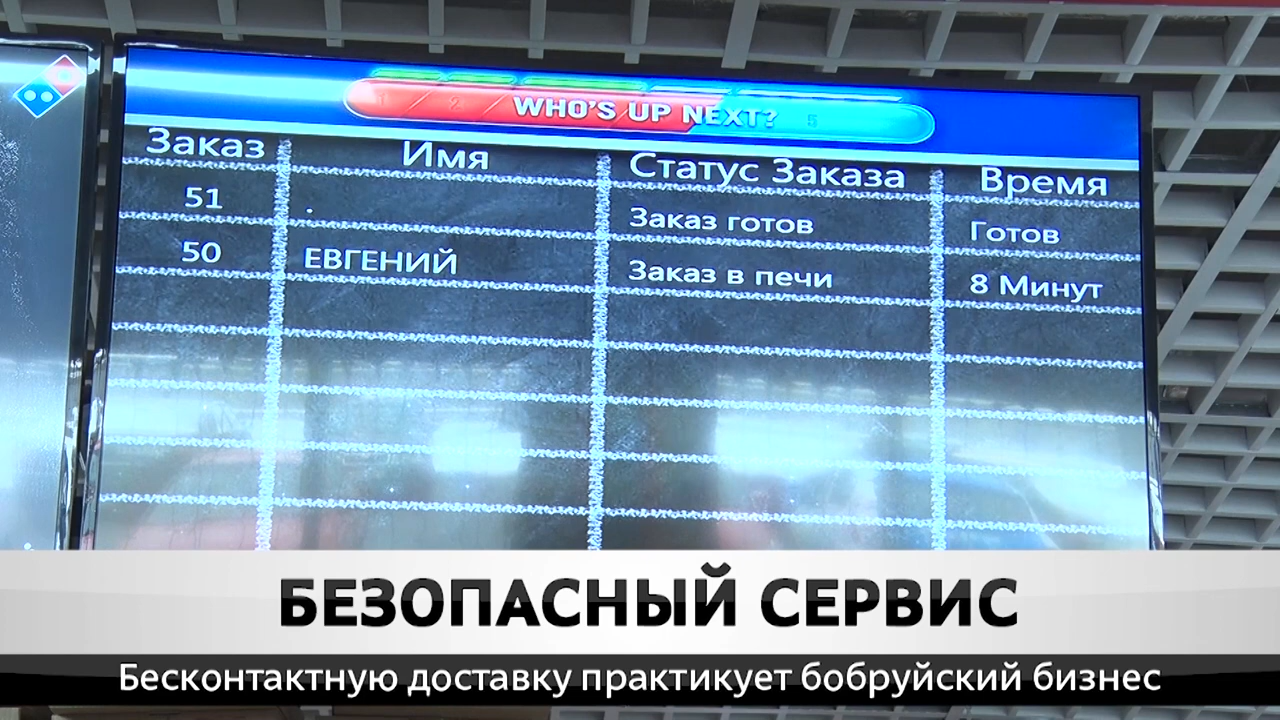 WHO'S UP NEXT?
Заказ Имя Статус Заказа Время
51 . Заказ готов Готов
50 ЕВГЕНИЙ Заказ в печи 8 Минут
БЕЗОПАСНЫЙ СЕРВИС
Бесконтактную доставку практикует бобруйский бизнес